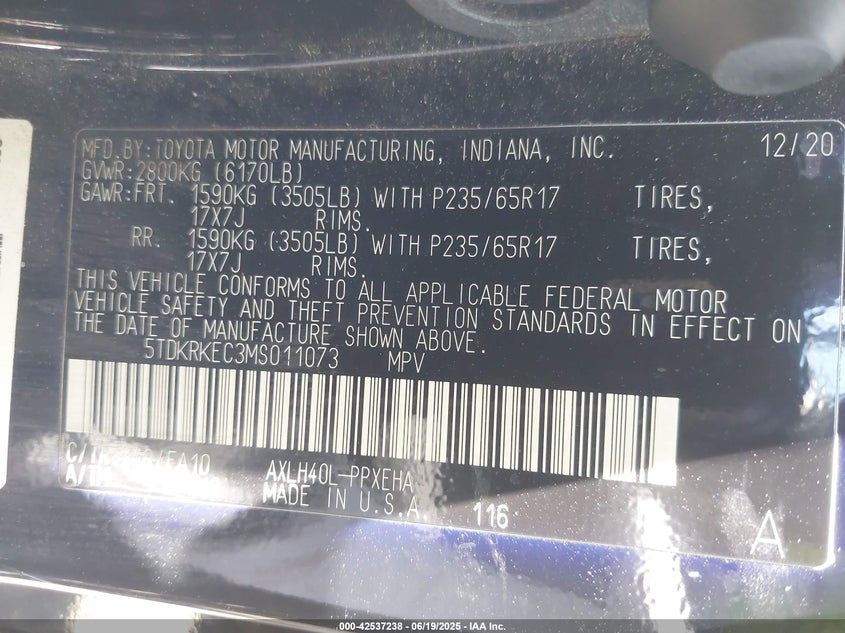 MFD.BY:TOYOTA MOTOR MANUFACTURING, INDIANA, INC. 12/20
GVWR:2800KG (6170LB)
GAWR:FRT. 1590KG (3505LB) WITH P235/65R17 TIRES,
17X7J RIMS.
RR. 1590KG (3505LB) WITH P235/65R17 TIRES,
17X7J RIMS.
THIS VEHICLE CONFORMS TO ALL APPLICABLE FEDERAL MOTOR
VEHICLE SAFETY AND THEFT PREVENTION STANDARDS IN EFFECT ON
THE DATE OF MANUFACTURE SHOWN ABOVE.
5TDKRKEC3MS011073 MPV
AXLH40L-PPXEHA
MADE IN U.S.A. 116 A
000-42537238 - 06/19/2025 - IAA Inc.